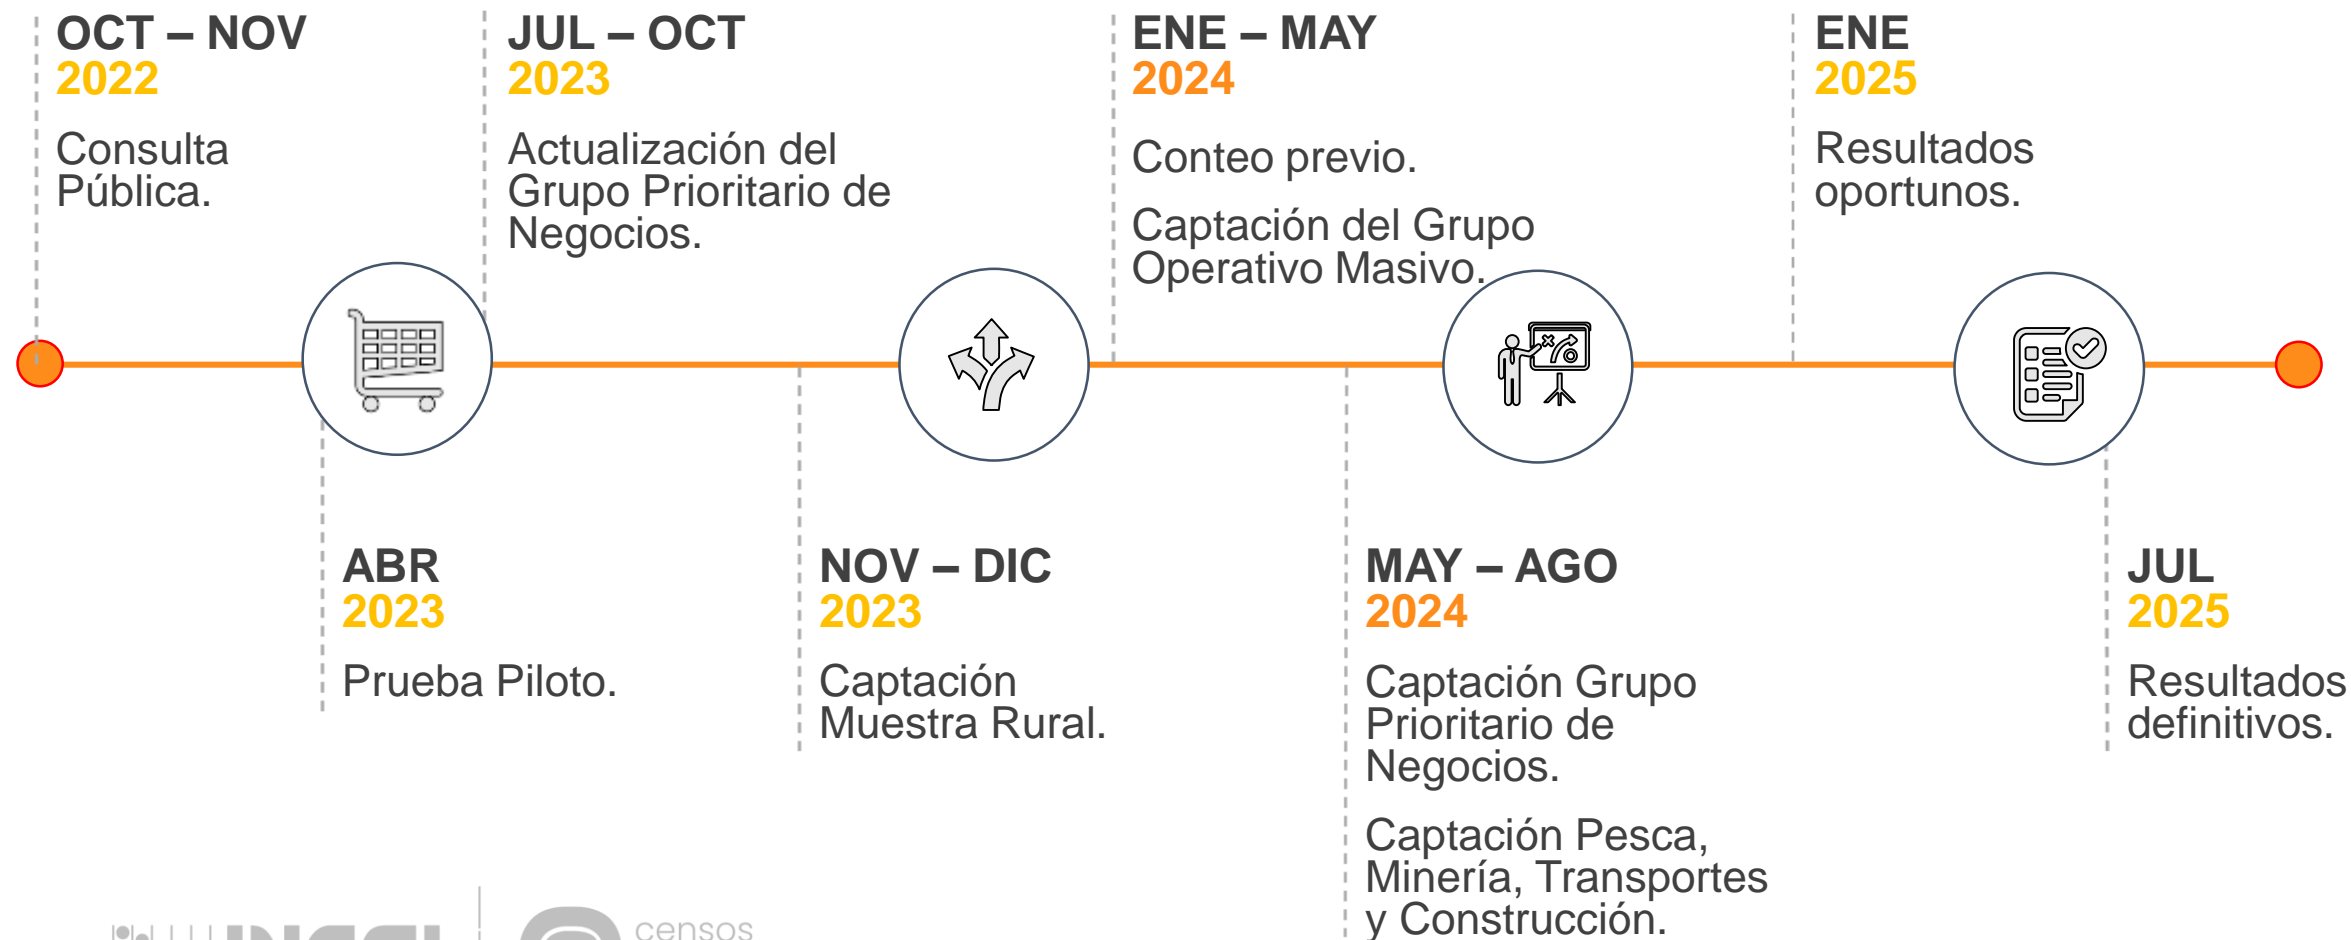 OCT – NOV
2022
Consulta
Pública.
JUL – OCT
2023
Actualización del
Grupo Prioritario de
Negocios.
ENE – MAY
2024
Conteo previo.
Captación del Grupo
Operativo Masivo.
ENE
2025
Resultados
oportunos.
ABR
2023
Prueba Piloto.
NOV – DIC
2023
Captación
Muestra Rural.
MAY – AGO
2024
Captación Grupo
Prioritario de
Negocios.
Captación Pesca,
Minería, Transportes
y Construcción.
JUL
2025
Resultados
definitivos.
censos